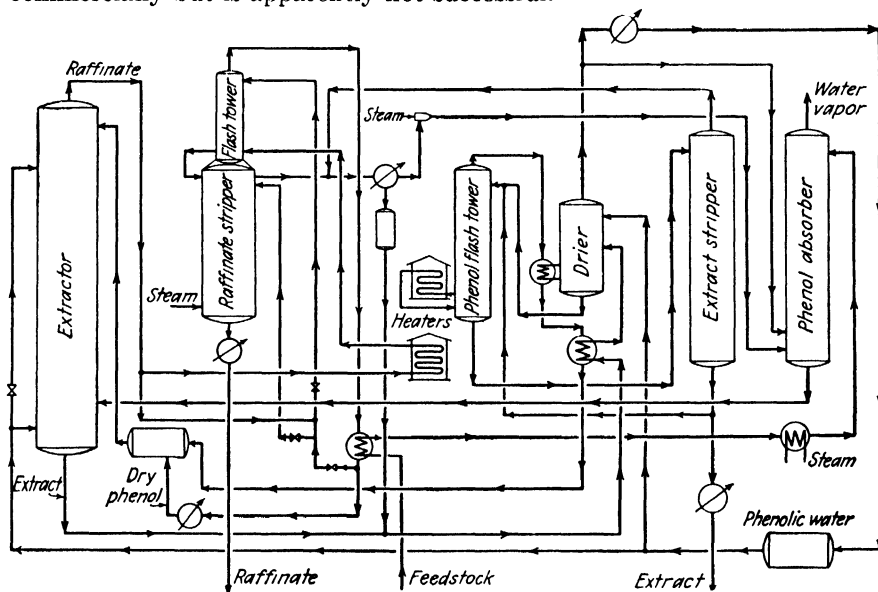 commercially but is apparently not successful.
Raffinate
Flash tower
Water
vapor
Steam
Extractor
Raffinate stripper
Phenol flash tower
Drier
Extract stripper
Phenol absorber
Steam
Heaters
Dry
phenol
Extract
Steam
Phenolic water
Raffinate
Feedstock
Extract